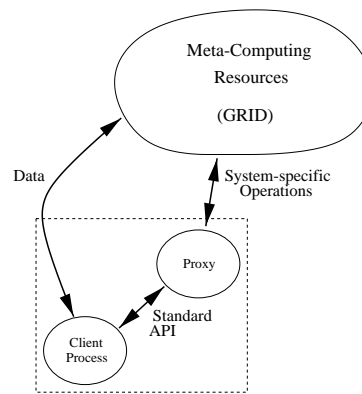 Meta-Computing
Resources
(GRID)
Data
System-specific
Operations
Proxy
Standard
API
Client
Process